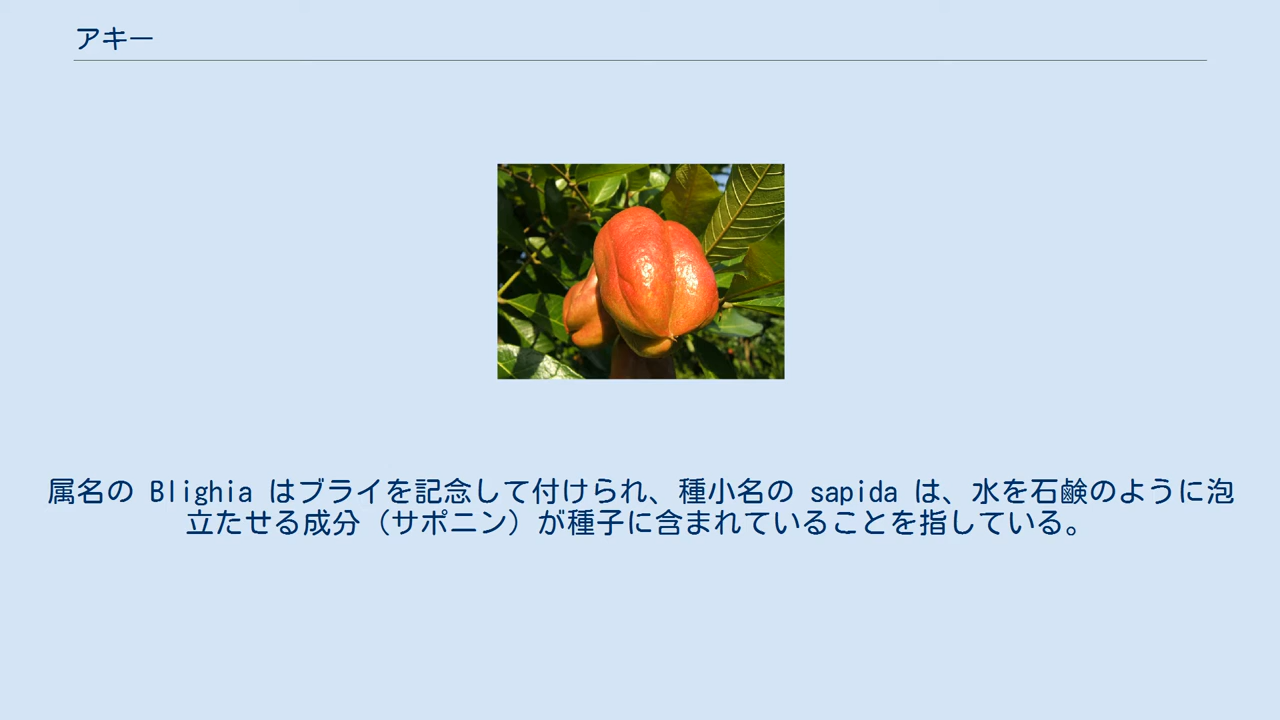 アキー
属名の Blighia はブライを記念して付けられ、種小名の sapida は、水を石鹸のように泡
立たせる成分（サポニン）が種子に含まれていることを指している。